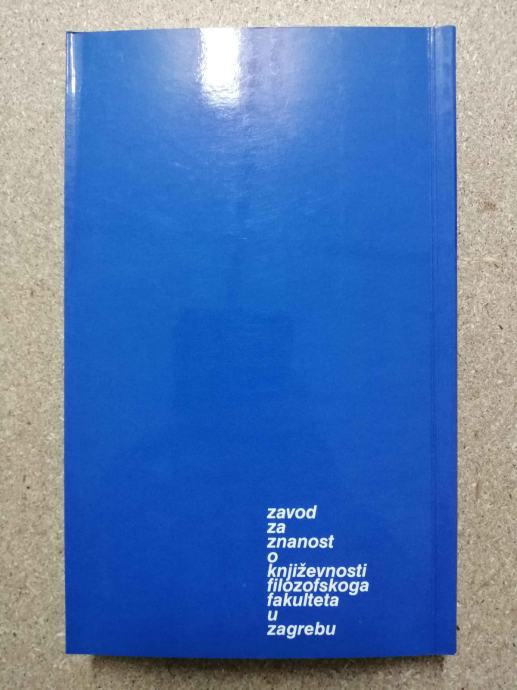 zavod
za
znanost
o
književnosti
filozofskoga
fakulteta
u
zagrebu